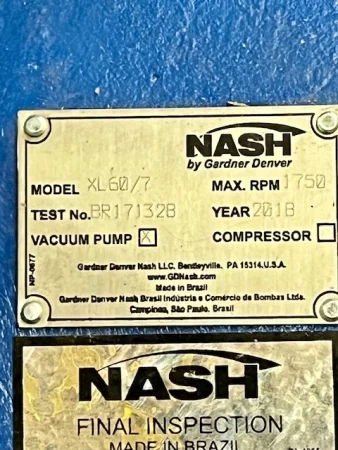 NASH
by Gardner Denver
MODEL XL60/7 MAX. RPM 1750
TEST No. BR171328 YEAR 2018
VACUUM PUMP X COMPRESSOR
Gardner Denver Nash LLC. Bentleyville, PA 15314.U.S.A.
www.GDNash.com
Made in Brazil
Gardner Denver Nash Brasil Indústria e Comércio de Bombas Ltda.
Campinas, São Paulo, Brasil
NP-0677
NASH
FINAL INSPECTION
MADE IN BRAZIL